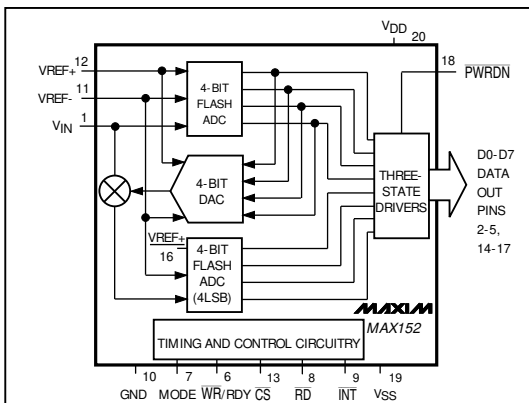 VDD
20
12
VREF+
11
VREF-
1
VIN
4-BIT
FLASH
ADC
18
PWRDN
4-BIT
DAC
THREE-
STATE
DRIVERS
D0-D7
DATA
OUT
PINS
2-5,
14-17
VREF+
16
4-BIT
FLASH
ADC
(4LSB)
MAXIM
MAX152
TIMING AND CONTROL CIRCUITRY
10 7 6 13 8 9 19
GND MODE WR/RDY CS RD INT VSS